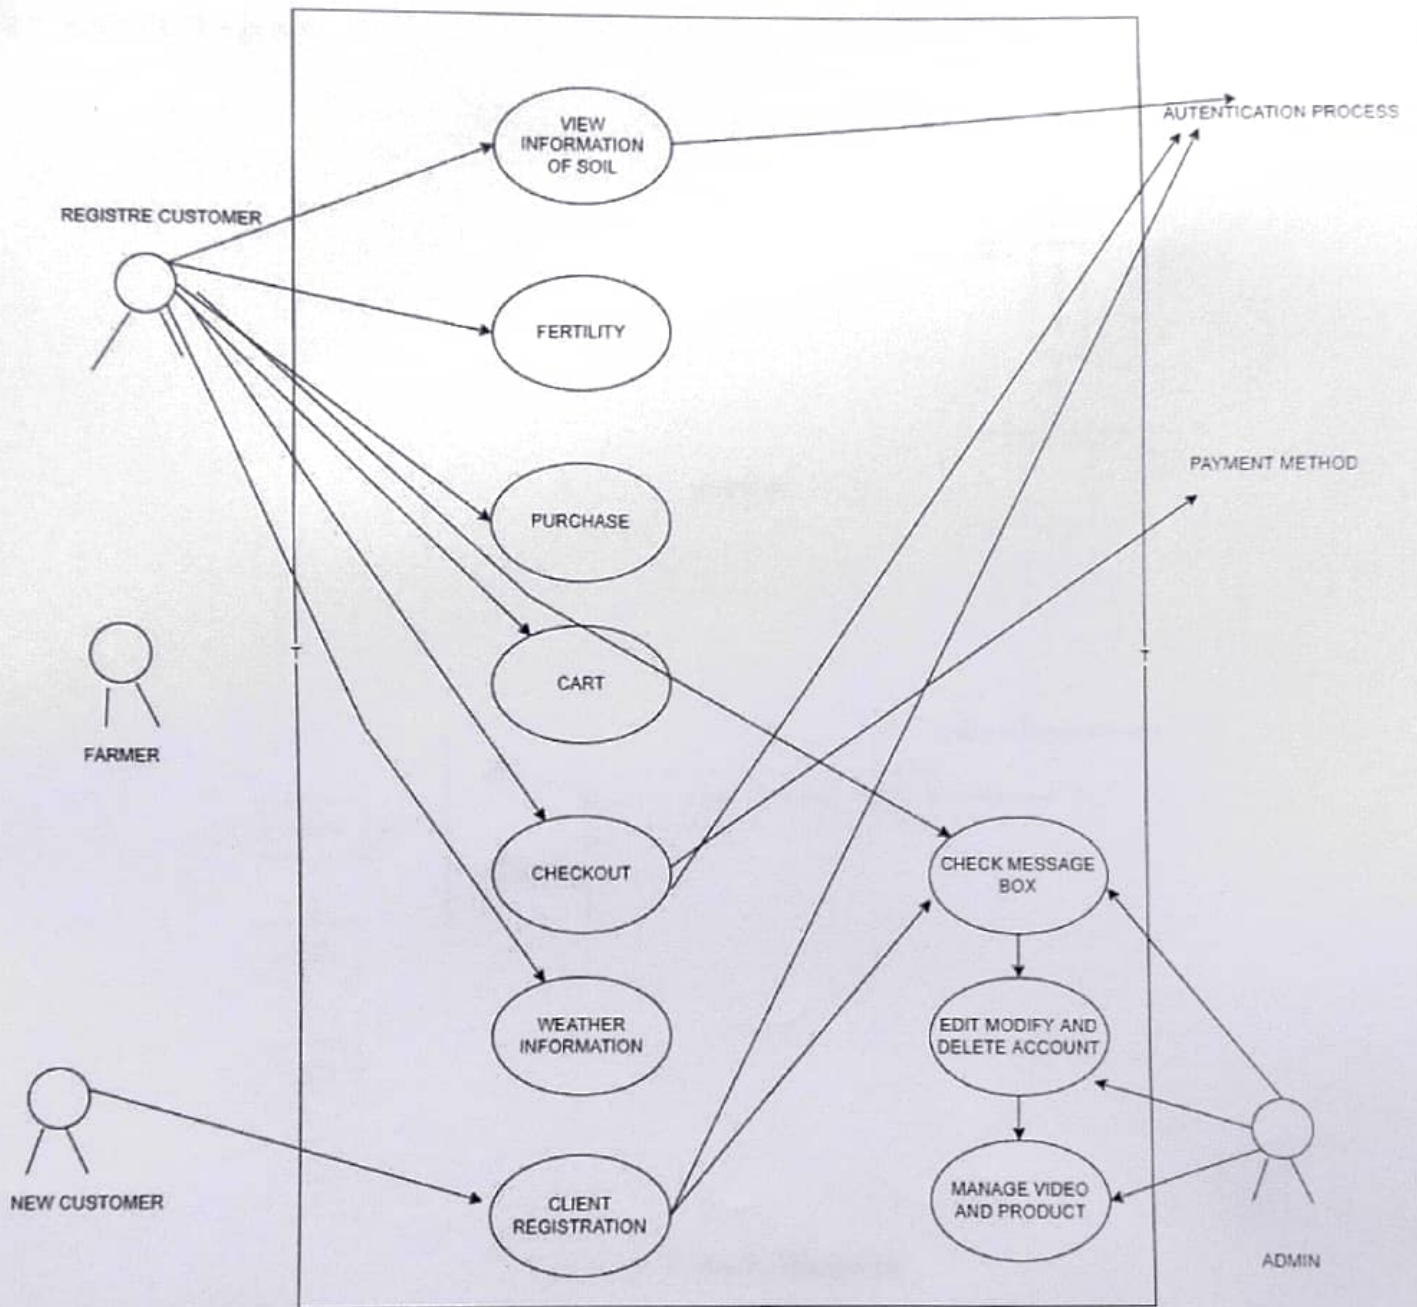 VIEW
INFORMATION
OF SOIL
AUTENTICATION PROCESS
REGISTRE CUSTOMER
FERTILITY
PAYMENT METHOD
PURCHASE
CART
FARMER
CHECKOUT
CHECK MESSAGE
BOX
WEATHER
INFORMATION
EDIT MODIFY AND
DELETE ACCOUNT
NEW CUSTOMER
CLIENT
REGISTRATION
MANAGE VIDEO
AND PRODUCT
ADMIN